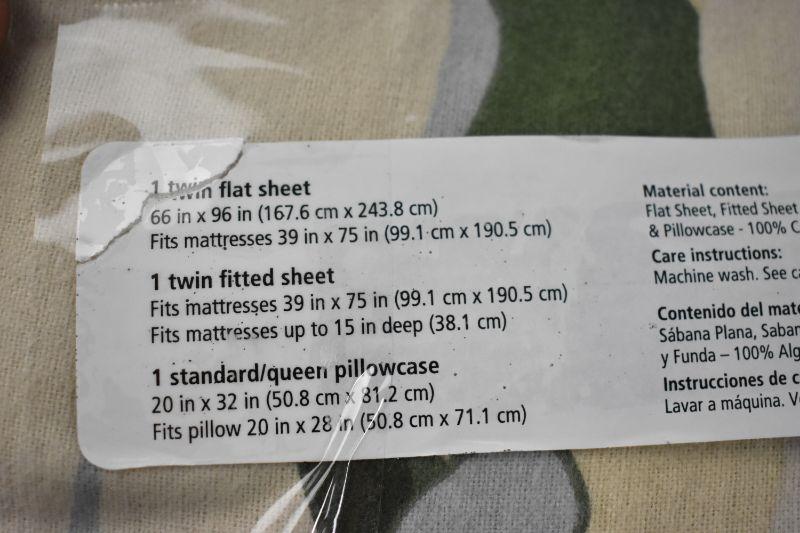 1 twin flat sheet
66 in x 96 in (167.6 cm x 243.8 cm)
Fits mattresses 39 in x 75 in (99.1 cm x 190.5 cm)
1 twin fitted sheet
Fits mattresses 39 in x 75 in (99.1 cm x 190.5 cm)
Fits mattresses up to 15 in deep (38.1 cm)
1 standard/queen pillowcase
20 in x 32 in (50.8 cm x 81.2 cm)
Fits pillow 20 in x 28 in (50.8 cm x 71.1 cm)
Material content:
Flat Sheet, Fitted Sheet
& Pillowcase - 100% C
Care instructions:
Machine wash. See ca
Contenido del mate
Sábana Plana, Saban
y Funda – 100% Alg
Instrucciones de c
Lavar a máquina. V